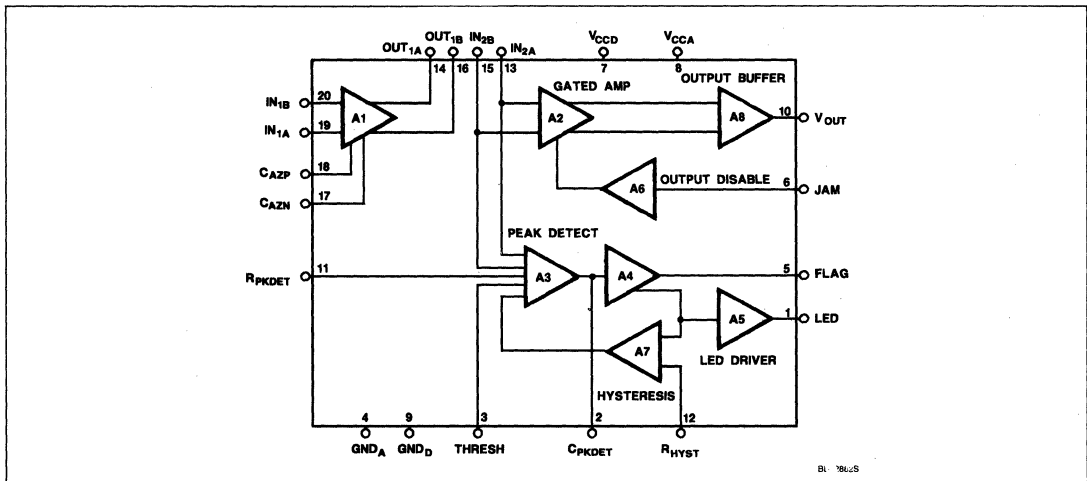 OUT1A OUT1B IN2B IN2A VCCD VCCA
14 16 15 13 7 8
GATED AMP OUTPUT BUFFER
IN1B 20
IN1A 19
A1 A2 A8 10 VOUT
CAZP 18
CAZN 17
A6 OUTPUT DISABLE 6 JAM
PEAK DETECT
RPKDET 11
A3 A4 5 FLAG
A5 1 LED
A7 LED DRIVER
HYSTERESIS
4 9 3 2 12
GNDA GNDD THRESH CPKDET RHYST